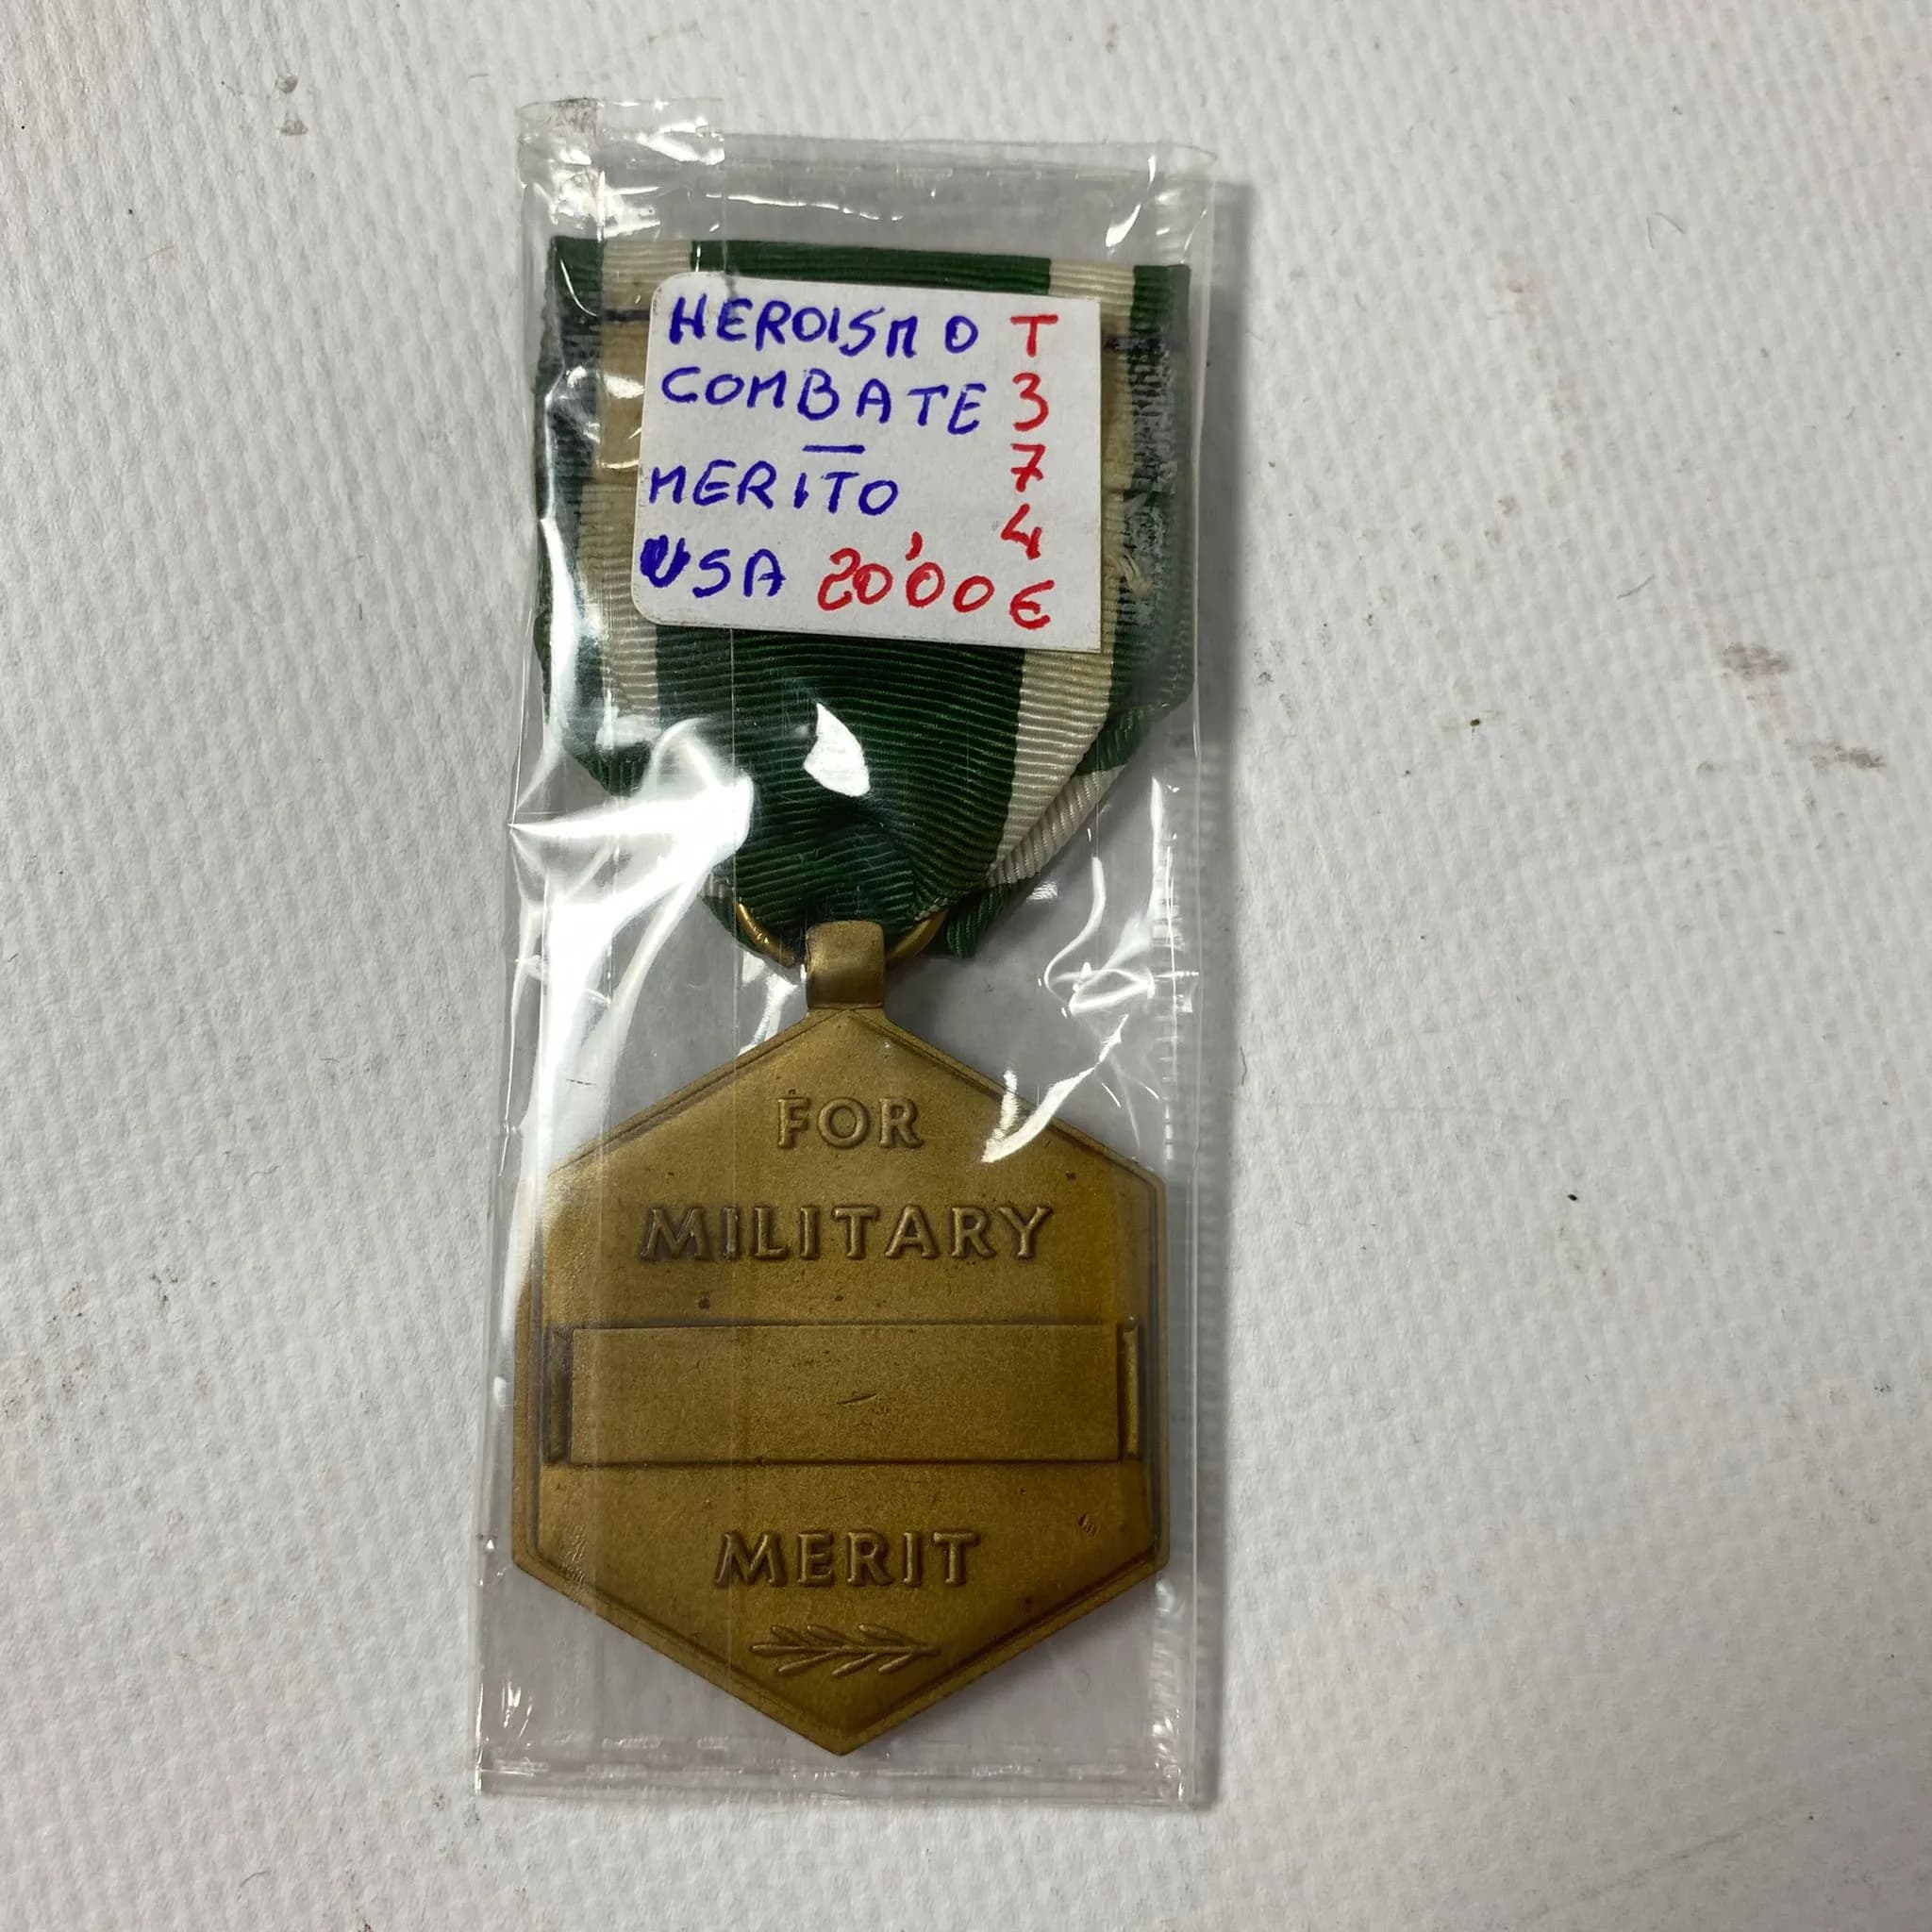 HEROISMO T
COMBATE 3
MERITO 7
4
USA 20'00 €
FOR
MILITARY
MERIT